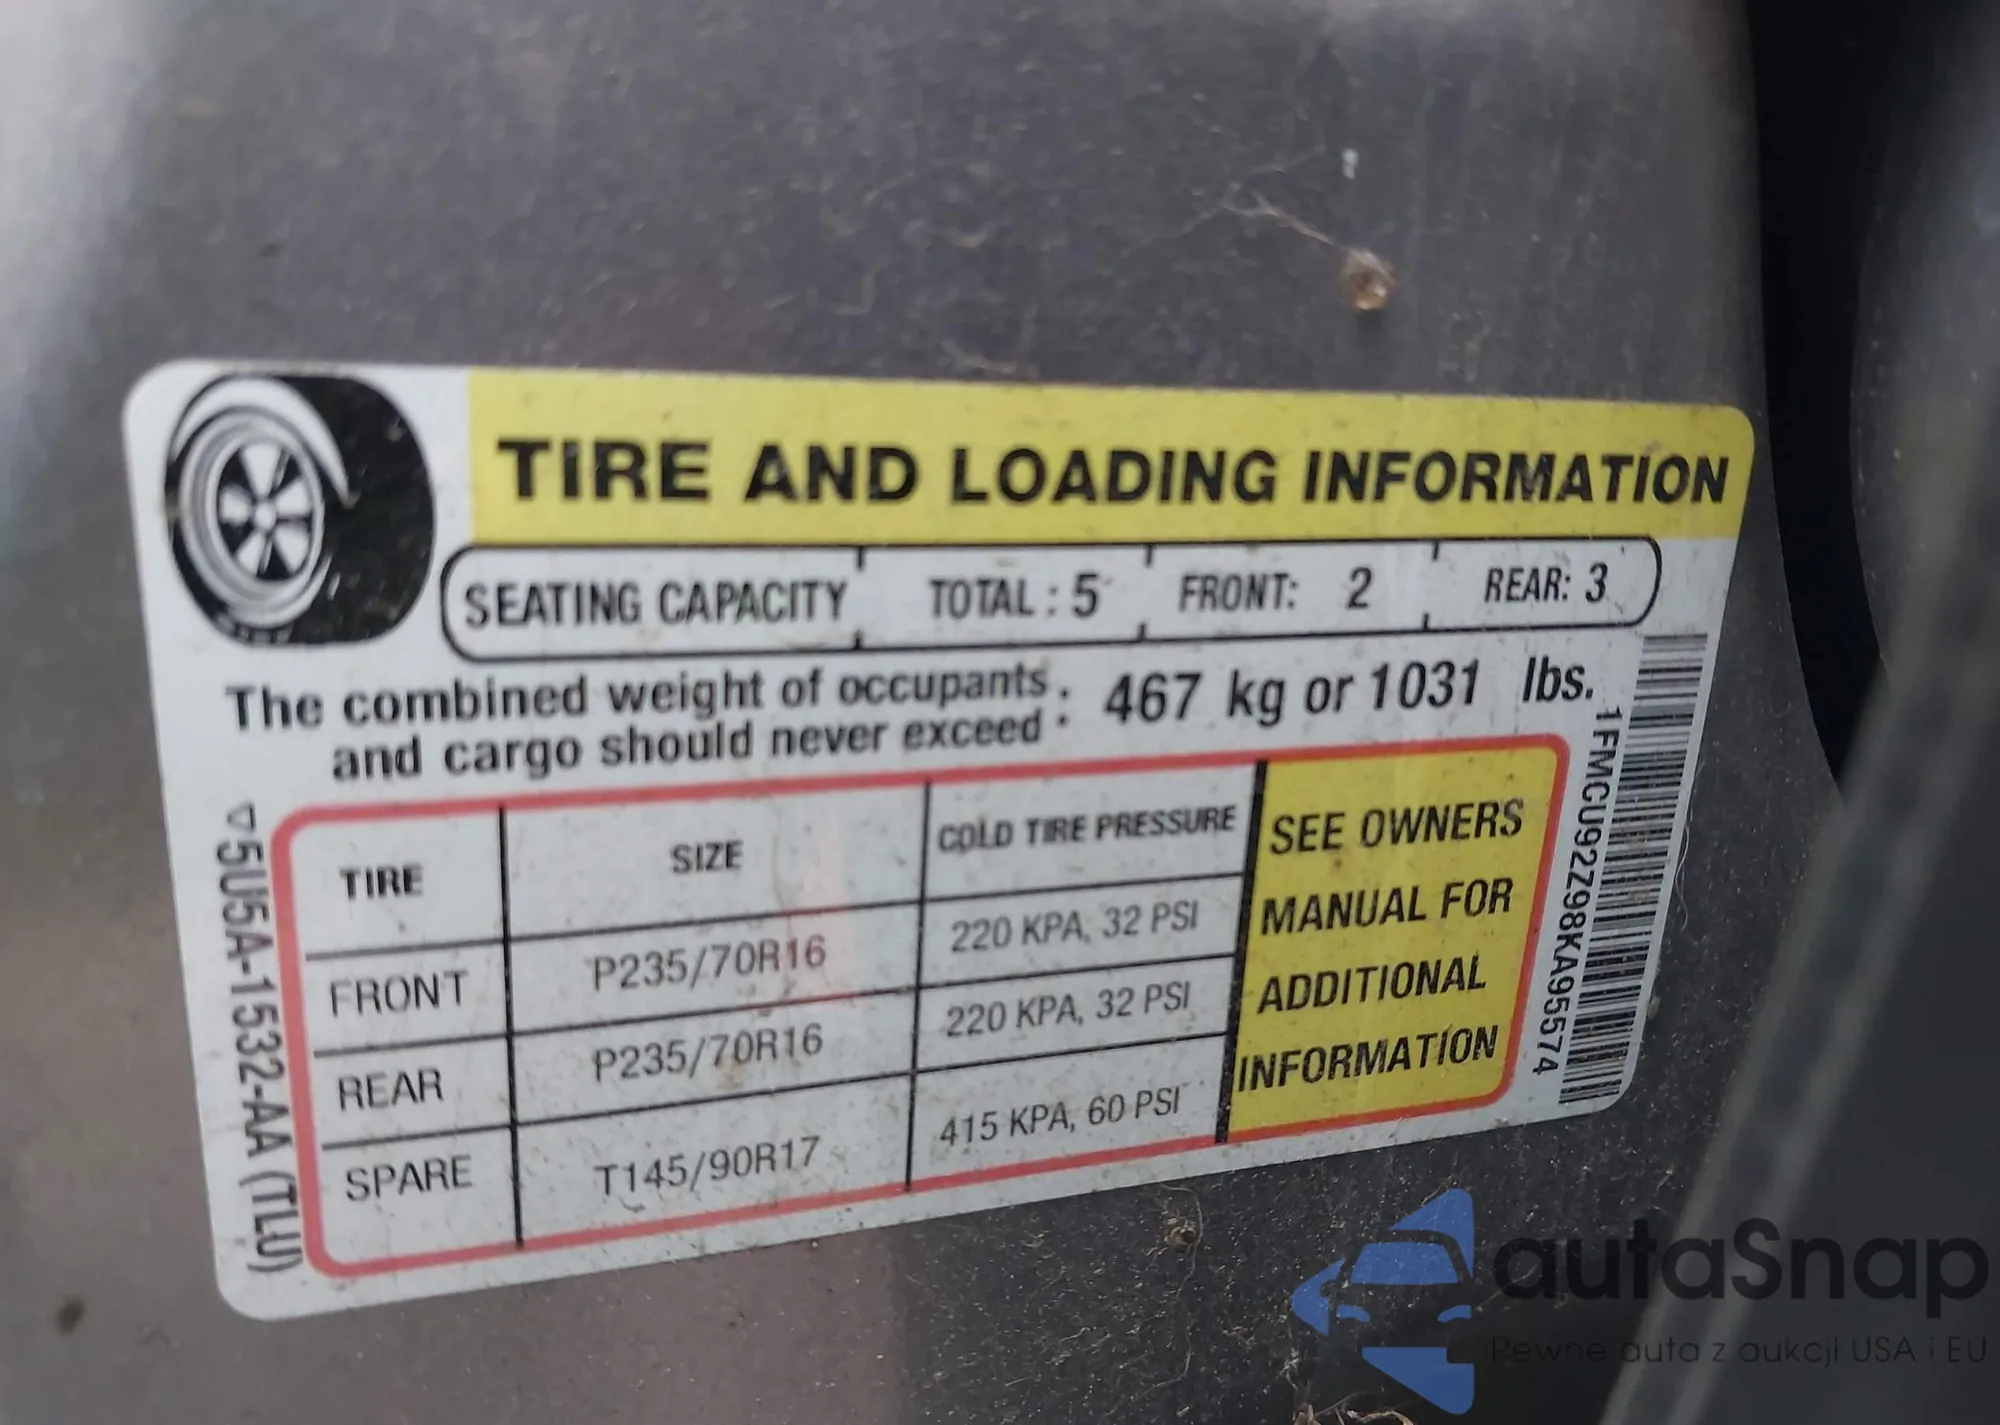 TIRE AND LOADING INFORMATION
SEATING CAPACITY TOTAL : 5 FRONT: 2 REAR: 3
The combined weight of occupants
and cargo should never exceed : 467 kg or 1031 lbs.
TIRE SIZE COLD TIRE PRESSURE
FRONT P235/70R16 220 KPA, 32 PSI
REAR P235/70R16 220 KPA, 32 PSI
SPARE T145/90R17 415 KPA, 60 PSI
SEE OWNERS
MANUAL FOR
ADDITIONAL
INFORMATION
5U5A-1532-AA (TLU)
1FMCU92Z98KA95574
autaSnap
Pewne auta z aukcji USA i EU